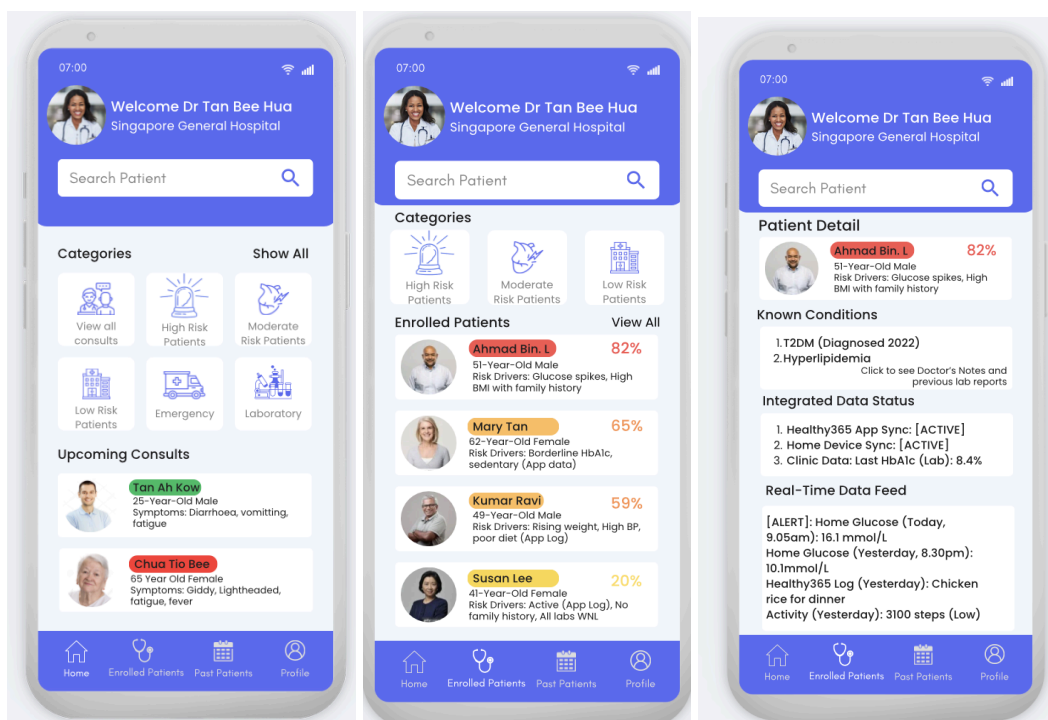 07:00
Welcome Dr Tan Bee Hua
Singapore General Hospital
Search Patient
Categories
Show All
View all
consults
High Risk
Patients
Moderate
Risk Patients
Low Risk
Patients
Emergency
Laboratory
Upcoming Consults
Tan Ah Kow
25-Year-Old Male
Symptoms: Diarrhoea, vomitting,
fatigue
Chua Tio Bee
65 Year Old Female
Symptoms: Giddy, Lightheaded,
fatigue, fever
Home
Enrolled Patients
Past Patients
Profile
07:00
Welcome Dr Tan Bee Hua
Singapore General Hospital
Search Patient
Categories
High Risk
Patients
Moderate
Risk Patients
Low Risk
Patients
Enrolled Patients
View All
Ahmad Bin. L
82%
51-Year-Old Male
Risk Drivers: Glucose spikes, High
BMI with family history
Mary Tan
65%
62-Year-Old Female
Risk Drivers: Borderline HbA1c,
sedentary (App data)
Kumar Ravi
59%
49-Year-Old Male
Risk Drivers: Rising weight, High BP,
poor diet (App Log)
Susan Lee
20%
41-Year-Old Female
Risk Drivers: Active (App Log), No
family history, All labs WNL
Home
Enrolled Patients
Past Patients
Profile
07:00
Welcome Dr Tan Bee Hua
Singapore General Hospital
Search Patient
Patient Detail
Ahmad Bin. L
82%
51-Year-Old Male
Risk Drivers: Glucose spikes, High
BMI with family history
Known Conditions
1. T2DM (Diagnosed 2022)
2. Hyperlipidemia
Click to see Doctor's Notes and
previous lab reports
Integrated Data Status
1. Healthy365 App Sync: [ACTIVE]
2. Home Device Sync: [ACTIVE]
3. Clinic Data: Last HbA1c (Lab): 8.4%
Real-Time Data Feed
[ALERT]: Home Glucose (Today,
9.05am): 16.1 mmol/L
Home Glucose (Yesterday, 8.30pm):
10.1mmol/L
Healthy365 Log (Yesterday): Chicken
rice for dinner
Activity (Yesterday): 3100 steps (Low)
Home
Enrolled Patients
Past Patients
Profile